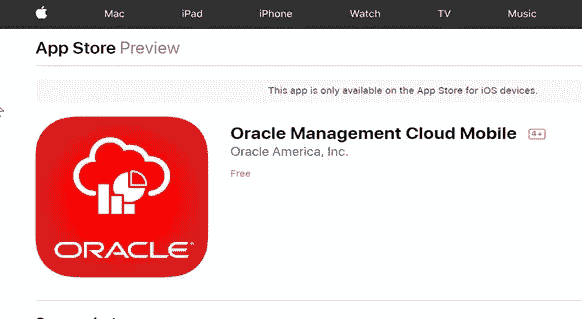 Mac iPad iPhone Watch TV Music
App Store Preview
This app is only available on the App Store for iOS devices.
Oracle Management Cloud Mobile 4+
Oracle America, Inc.
Free
ORACLE